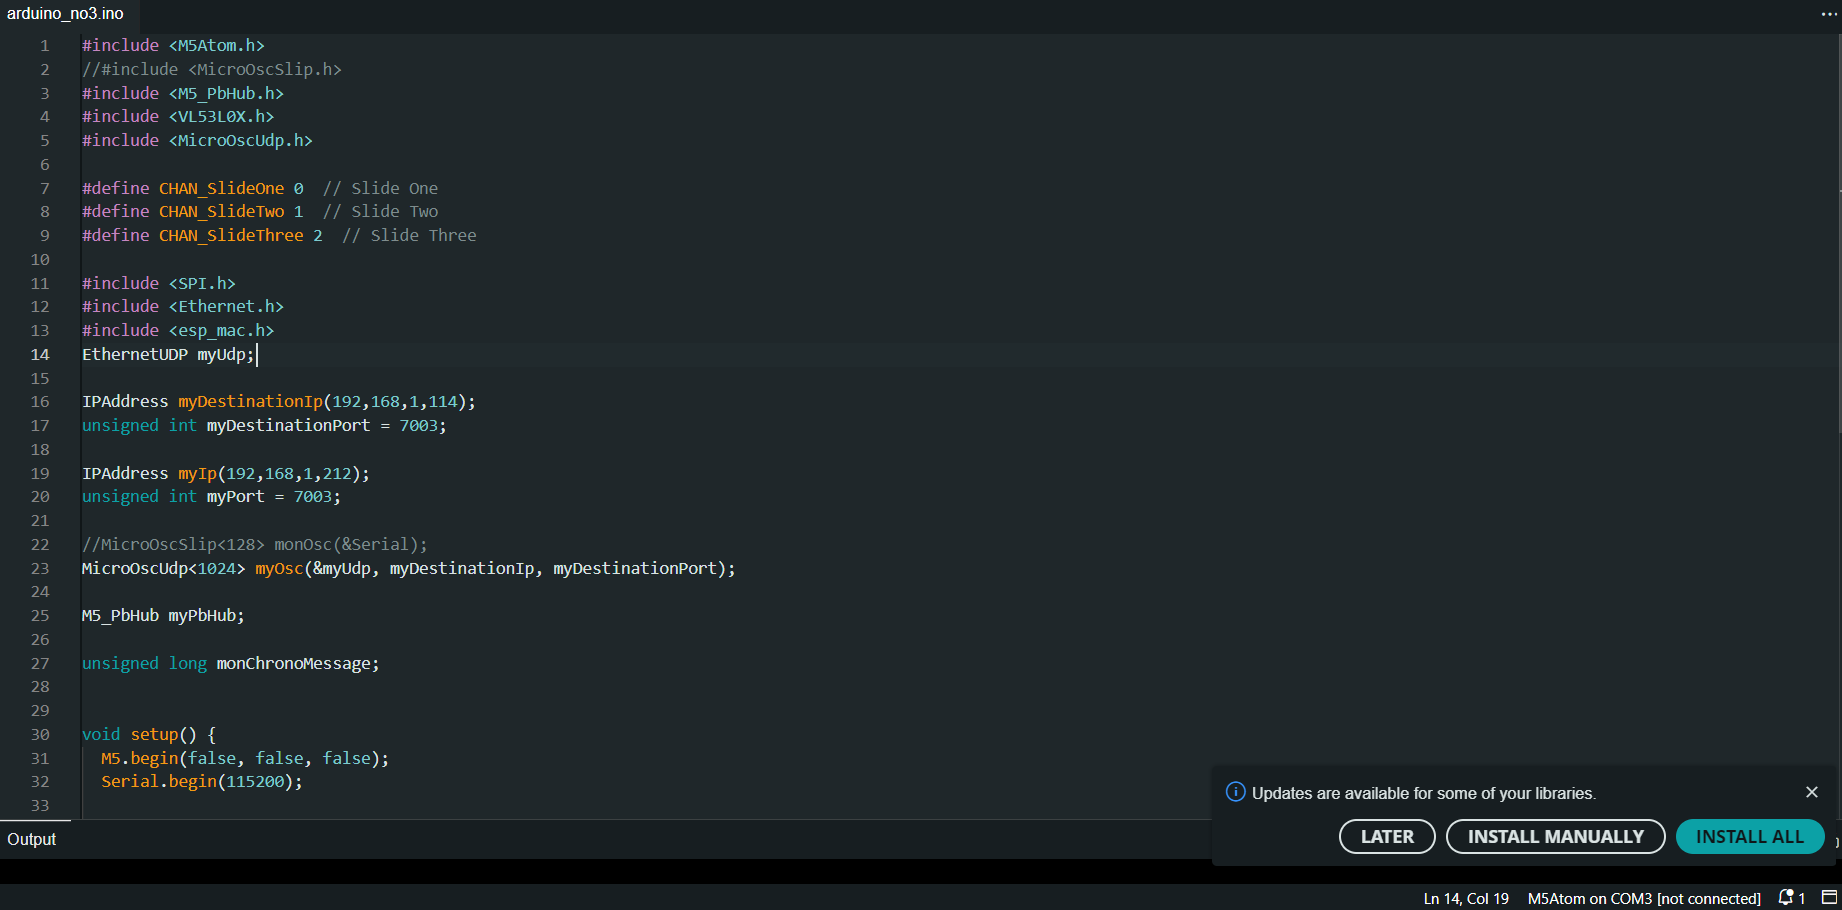 arduino_no3.ino
...
1 #include <M5Atom.h>
2 //#include <MicroOscSlip.h>
3 #include <M5_PbHub.h>
4 #include <VL53L0X.h>
5 #include <MicroOscUdp.h>
6
7 #define CHAN_SlideOne 0  // Slide One
8 #define CHAN_SlideTwo 1  // Slide Two
9 #define CHAN_SlideThree 2  // Slide Three
10
11 #include <SPI.h>
12 #include <Ethernet.h>
13 #include <esp_mac.h>
14 EthernetUDP myUdp;
15
16 IPAddress myDestinationIp(192,168,1,114);
17 unsigned int myDestinationPort = 7003;
18
19 IPAddress myIp(192,168,1,212);
20 unsigned int myPort = 7003;
21
22 //MicroOscSlip<128> monOsc(&Serial);
23 MicroOscUdp<1024> myOsc(&myUdp, myDestinationIp, myDestinationPort);
24
25 M5_PbHub myPbHub;
26
27 unsigned long monChronoMessage;
28
29
30 void setup() {
31   M5.begin(false, false, false);
32   Serial.begin(115200);
33
Updates are available for some of your libraries.
LATER INSTALL MANUALLY INSTALL ALL
Output
Ln 14, Col 19 M5Atom on COM3 [not connected] 1